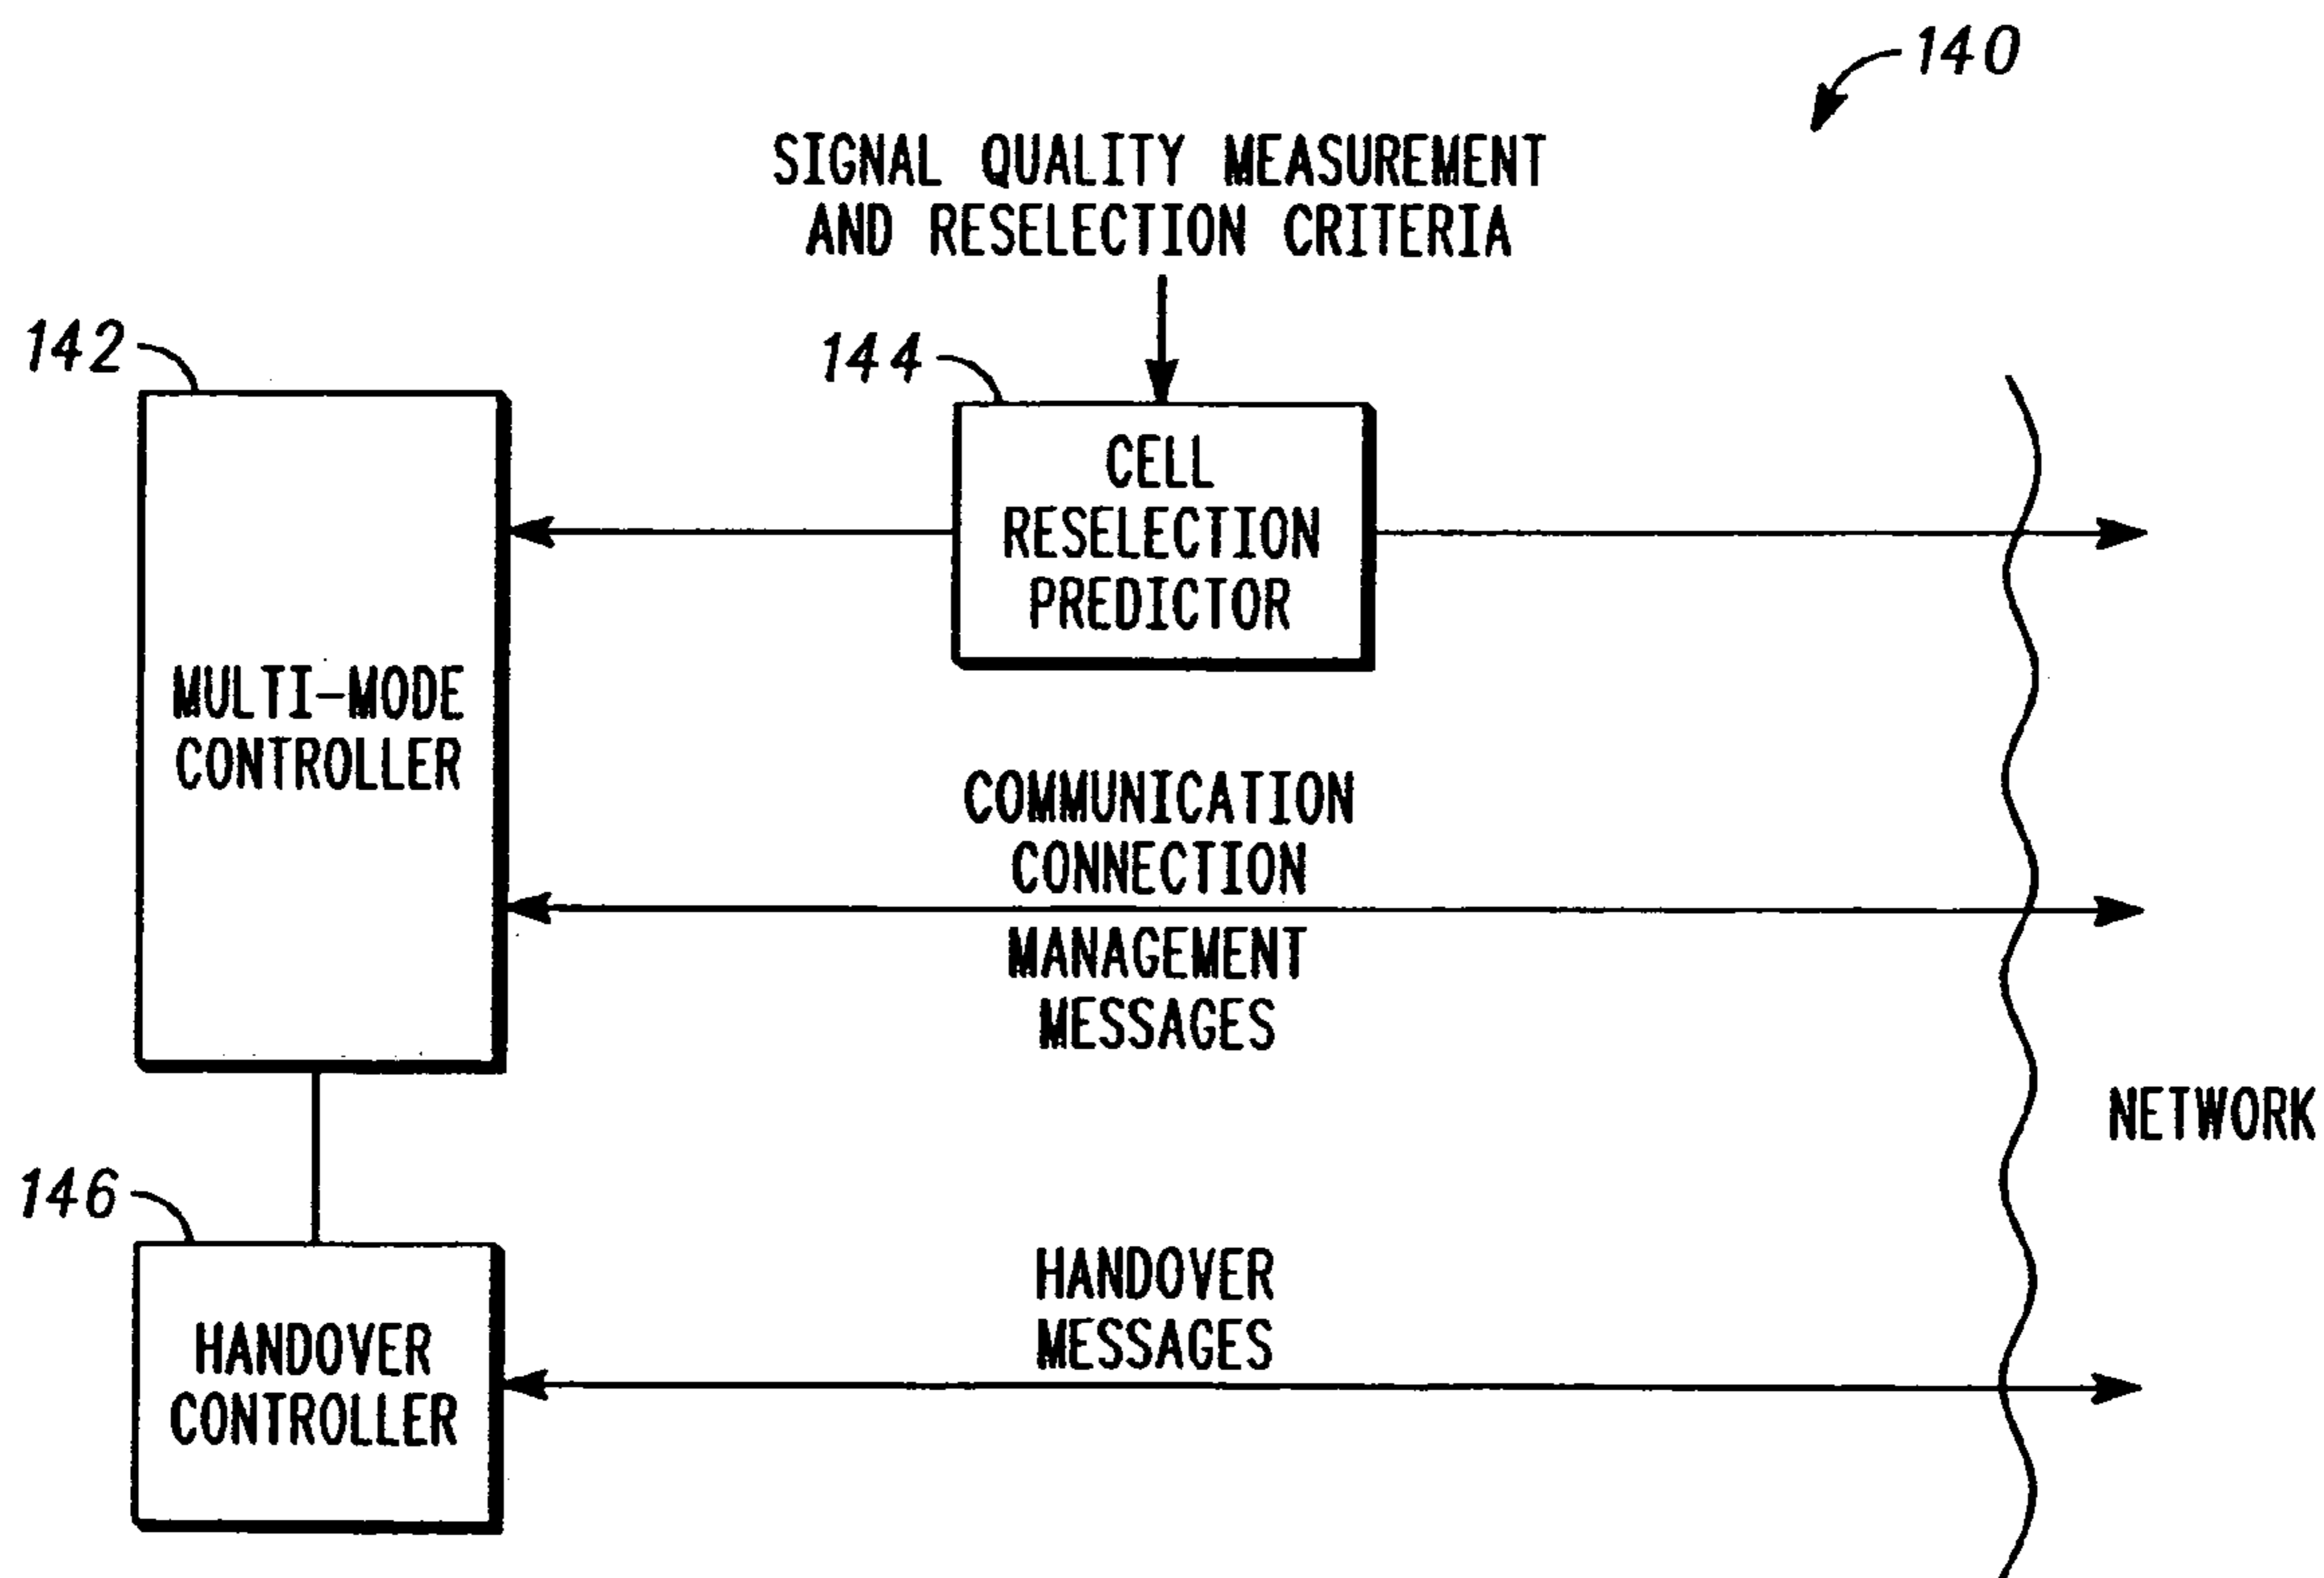 140
SIGNAL QUALITY MEASUREMENT
AND RESELECTION CRITERIA
142
144
CELL
RESELECTION
PREDICTOR
MULTI-MODE
CONTROLLER
COMMUNICATION
CONNECTION
MANAGEMENT
MESSAGES
NETWORK
146
HANDOVER
MESSAGES
HANDOVER
CONTROLLER